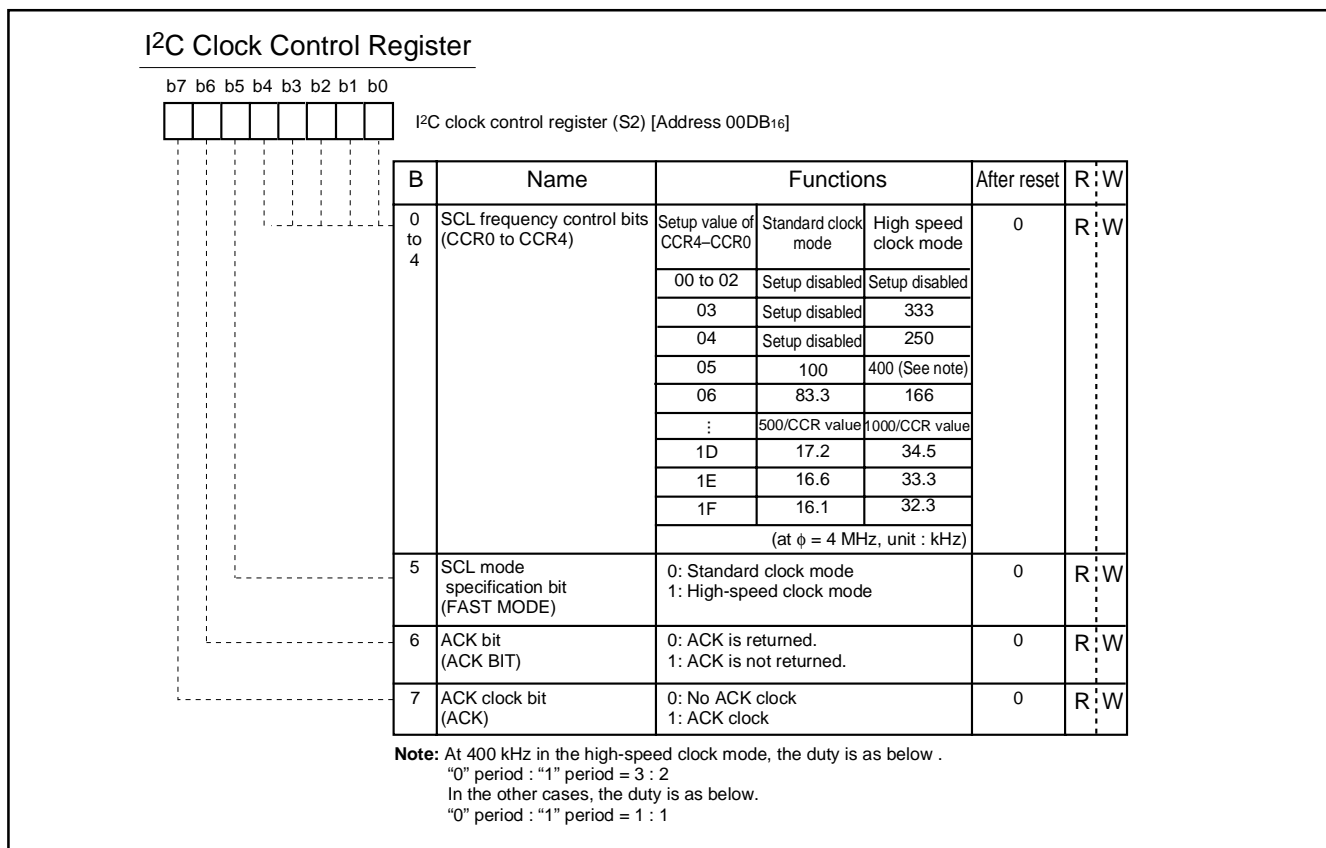 I2C Clock Control Register
b7 b6 b5 b4 b3 b2 b1 b0
I2C clock control register (S2) [Address 00DB16]
B Name Functions After reset R W
0 to 4 SCL frequency control bits (CCR0 to CCR4) 0 R W
Setup value of CCR4–CCR0 Standard clock mode High speed clock mode
00 to 02 Setup disabled Setup disabled
03 Setup disabled 333
04 Setup disabled 250
05 100 400 (See note)
06 83.3 166
⋮ 500/CCR value 1000/CCR value
1D 17.2 34.5
1E 16.6 33.3
1F 16.1 32.3
(at ϕ = 4 MHz, unit : kHz)
5 SCL mode specification bit (FAST MODE) 0: Standard clock mode 0 R W
1: High-speed clock mode
6 ACK bit (ACK BIT) 0: ACK is returned. 0 R W
1: ACK is not returned.
7 ACK clock bit (ACK) 0: No ACK clock 0 R W
1: ACK clock
Note: At 400 kHz in the high-speed clock mode, the duty is as below .
“0” period : “1” period = 3 : 2
In the other cases, the duty is as below.
“0” period : “1” period = 1 : 1